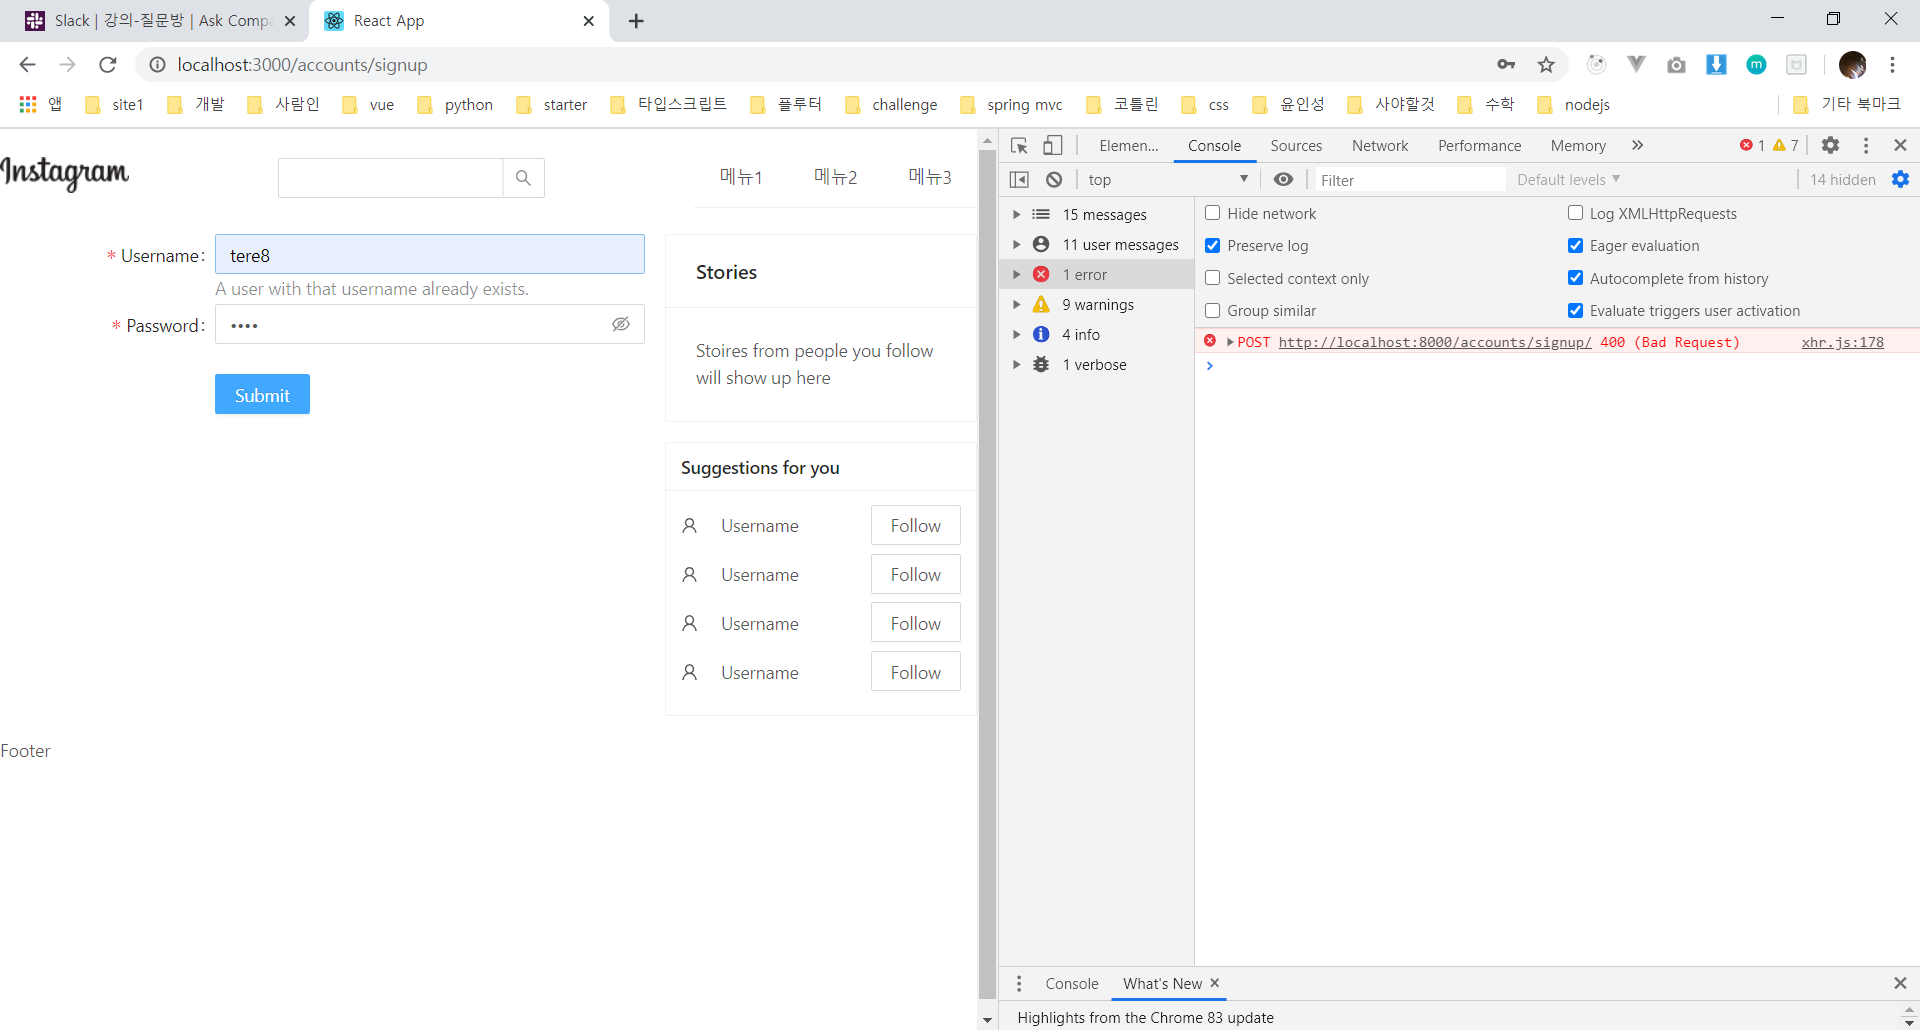 Slack | 강의-질문방 | Ask Compa
React App
localhost:3000/accounts/signup
앱 site1 개발 사람인 vue python starter 타입스크립트 플루터 challenge spring mvc 코틀린 css 윤인성 사야할것 수학 nodejs 기타 북마크
Instagram
메뉴1 메뉴2 메뉴3
* Username: tere8
A user with that username already exists.
* Password: ••••
Submit
Stories
Stoires from people you follow
will show up here
Suggestions for you
Username Follow
Username Follow
Username Follow
Username Follow
Footer
Elemen... Console Sources Network Performance Memory » 1 7
top Filter Default levels 14 hidden
15 messages
11 user messages
1 error
9 warnings
4 info
1 verbose
Hide network Log XMLHttpRequests
Preserve log Eager evaluation
Selected context only Autocomplete from history
Group similar Evaluate triggers user activation
POST http://localhost:8000/accounts/signup/ 400 (Bad Request) xhr.js:178
Console What's New
Highlights from the Chrome 83 update